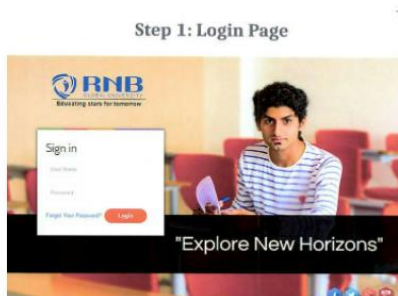 Step 1: Login Page
RNB
GLOBAL UNIVERSITY
Educating stars for tomorrow
Sign in
User Name
Password
Forgot Your Password?
Login
"Explore New Horizons"